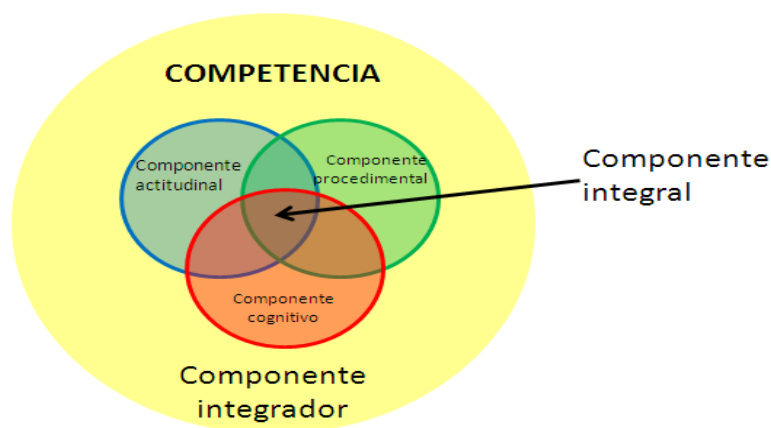 COMPETENCIA
Componente
actitudinal
Componente
procedimental
Componente
integral
Componente
cognitivo
Componente
integrador